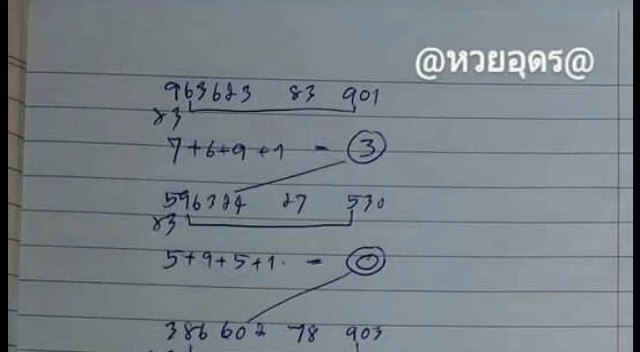 @หวยอุดร@
963623 83 901
83
7+6+9+1 = 3
596324 27 530
83
5+9+5+1 = 0
386602 78 903